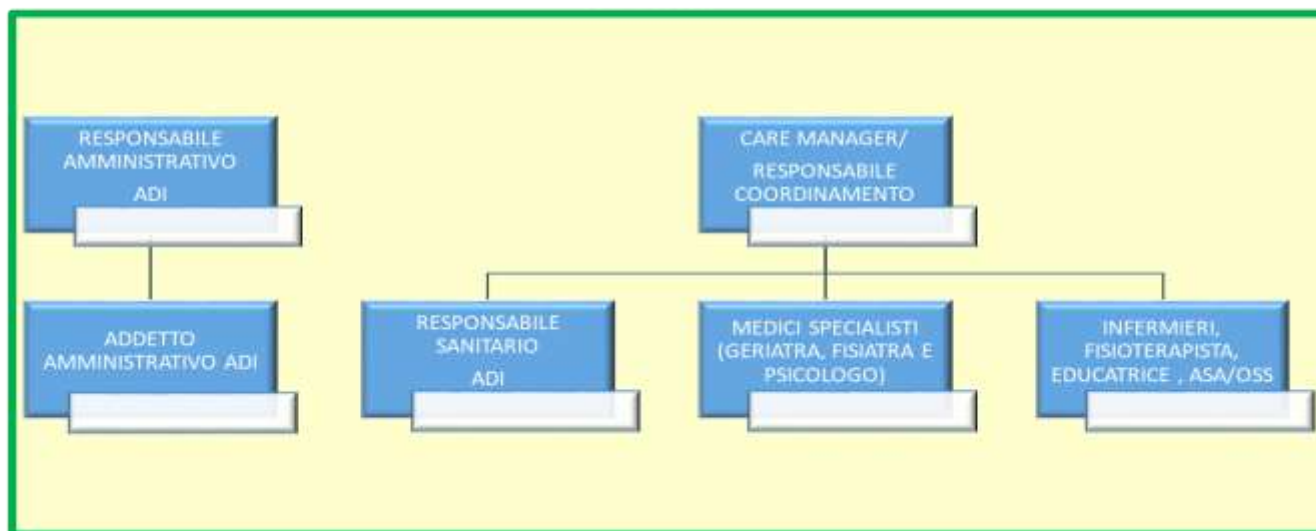 RESPONSABILE
AMMINISTRATIVO
ADI
CARE MANAGER/
RESPONSABILE
COORDINAMENTO
ADDETTO
AMMINISTRATIVO ADI
RESPONSABILE
SANITARIO
ADI
MEDICI SPECIALISTI
(GERIATRA, FISIATRA E
PSICOLOGO)
INFERMIERI,
FISIOTERAPISTA,
EDUCATRICE , ASA/OSS